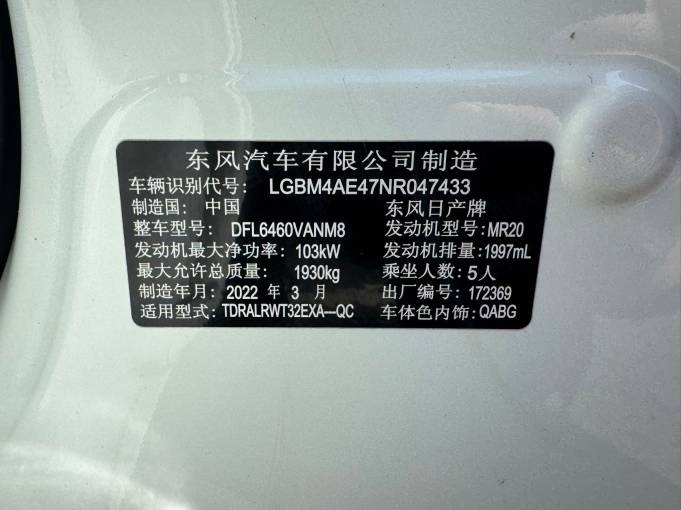 东风汽车有限公司制造
车辆识别代号: LGBM4AE47NR047433
制造国: 中国 东风日产牌
整车型号: DFL6460VANM8 发动机型号: MR20
发动机最大净功率: 103kW 发动机排量: 1997mL
最大允许总质量: 1930kg 乘坐人数: 5人
制造年月: 2022 年 3 月 出厂编号: 172369
适用型式: TDRALRWT32EXA---QC 车体色内饰: QABG